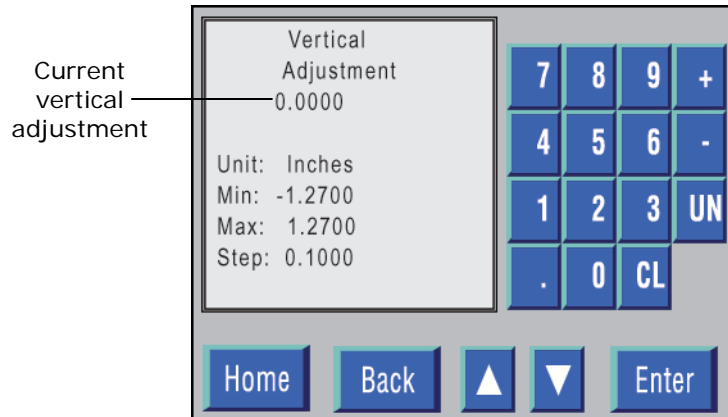 Current
vertical
adjustment
Vertical
Adjustment
0.0000
Unit: Inches
Min: -1.2700
Max: 1.2700
Step: 0.1000
7 8 9 +
4 5 6 -
1 2 3 UN
. 0 CL
Home Back Enter